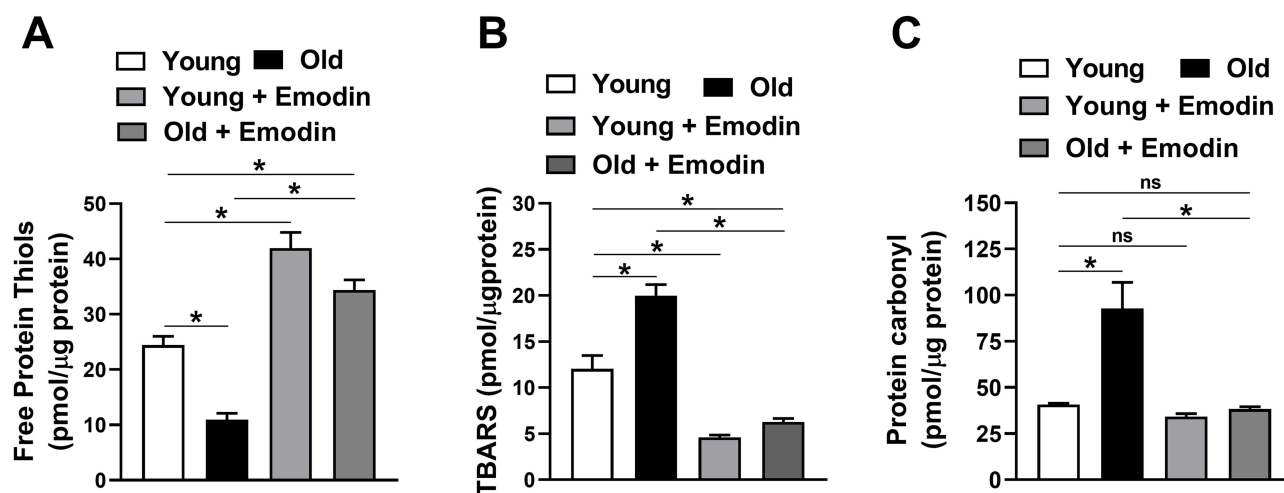 A
Young Old
Young + Emodin
Old + Emodin
Free Protein Thiols
(pmol/μg protein)
50
40
30
20
10
0
*
*
*
*
B
Young Old
Young + Emodin
Old + Emodin
TBARS (pmol/μgprotein)
30
25
20
15
10
5
0
*
*
*
*
C
Young Old
Young + Emodin
Old + Emodin
Protein carbonyl
(pmol/μg protein)
150
125
100
75
50
25
0
ns
*
ns
*